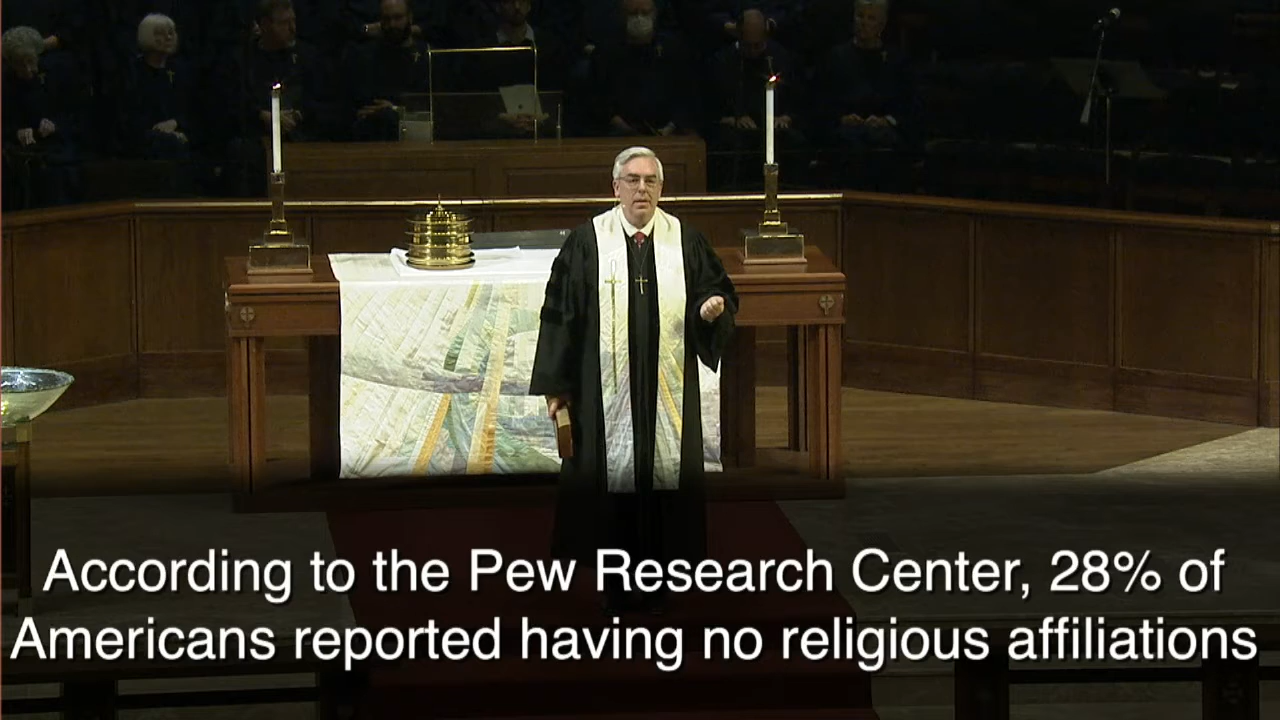 According to the Pew Research Center, 28% of
Americans reported having no religious affiliations